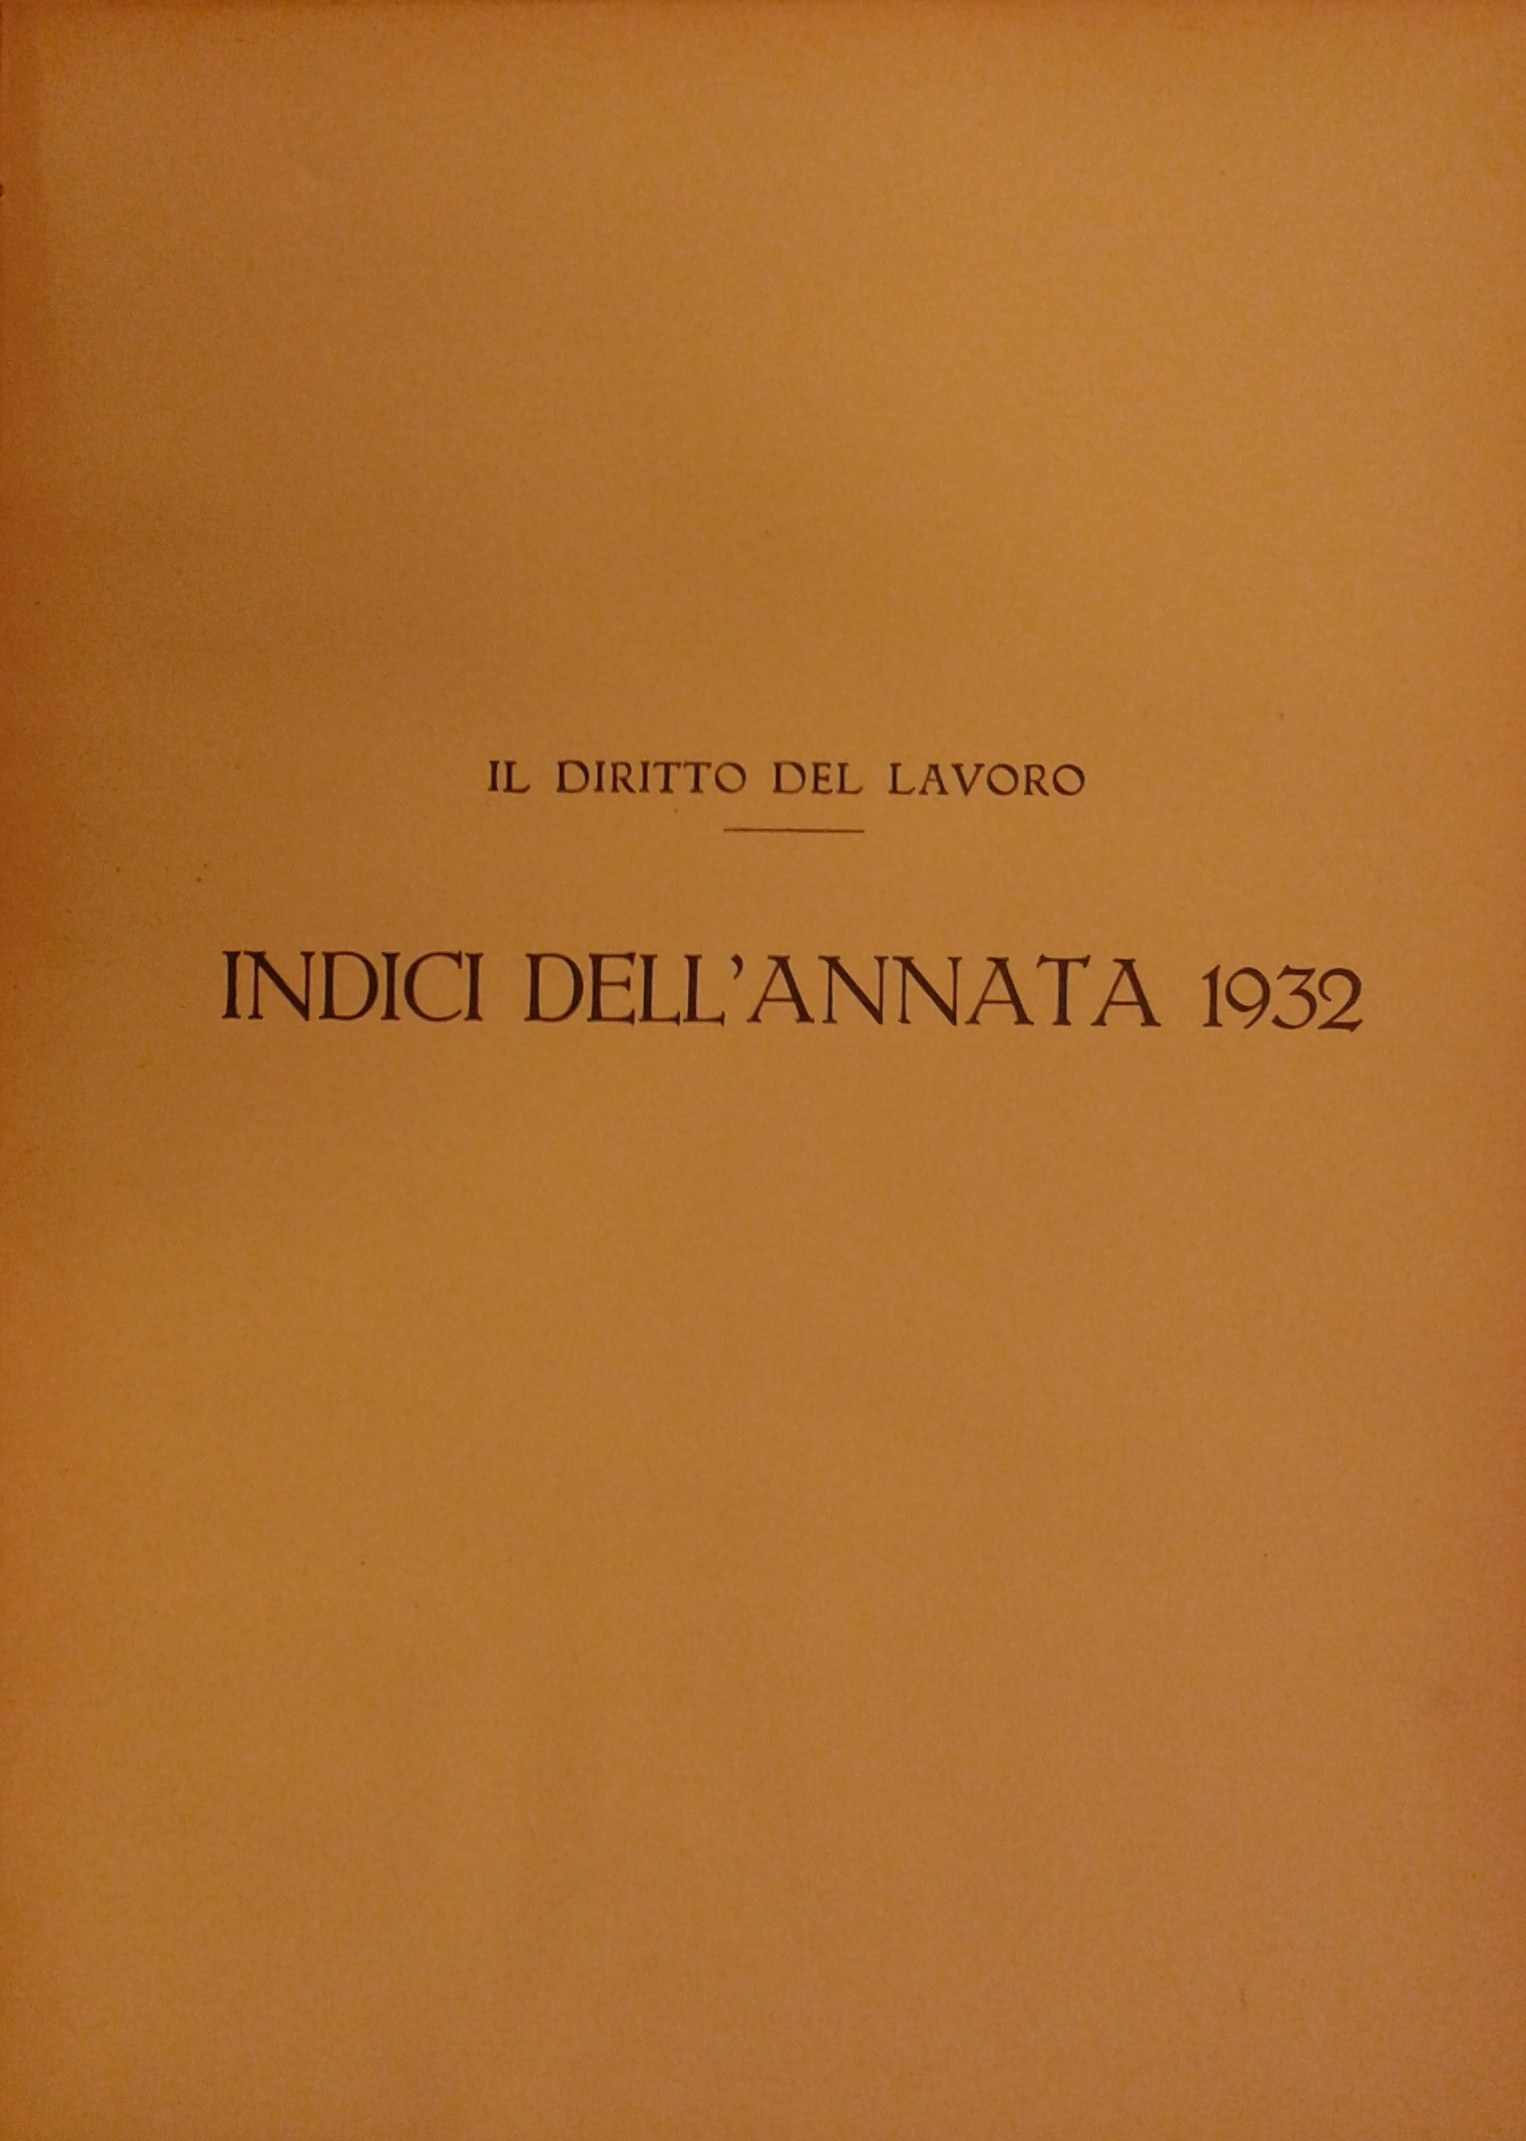 IL DIRITTO DEL LAVORO
INDICI DELL'ANNATA 1932